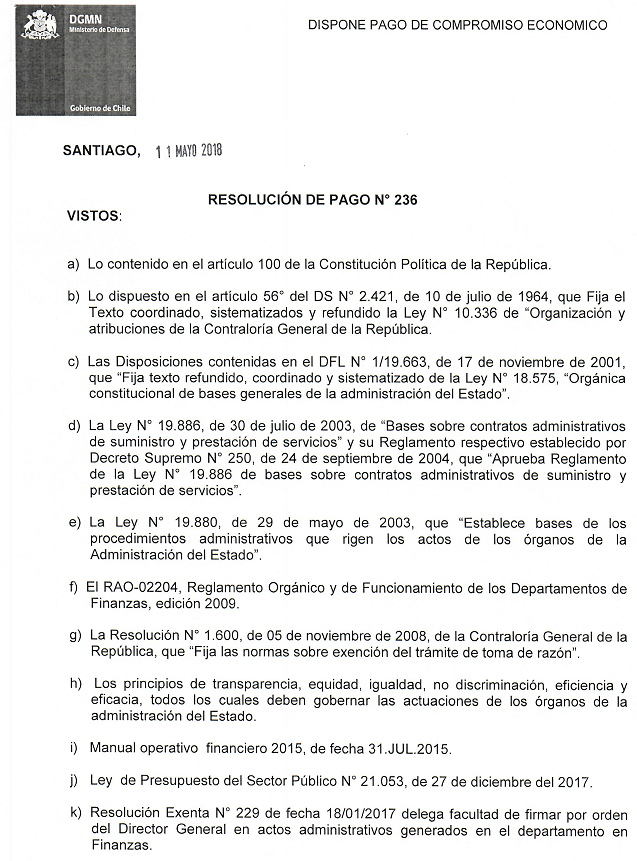 DGMN
Ministerio de Defensa
Gobierno de Chile
DISPONE PAGO DE COMPROMISO ECONOMICO
SANTIAGO, 11 MAYO 2018
RESOLUCIÓN DE PAGO N° 236
VISTOS:
a) Lo contenido en el artículo 100 de la Constitución Política de la República.
b) Lo dispuesto en el artículo 56° del DS N° 2.421, de 10 de julio de 1964, que Fija el
Texto coordinado, sistematizados y refundido la Ley N° 10.336 de “Organización y
atribuciones de la Contraloría General de la República.
c) Las Disposiciones contenidas en el DFL N° 1/19.663, de 17 de noviembre de 2001,
que “Fija texto refundido, coordinado y sistematizado de la Ley N° 18.575, “Orgánica
constitucional de bases generales de la administración del Estado”.
d) La Ley N° 19.886, de 30 de julio de 2003, de “Bases sobre contratos administrativos
de suministro y prestación de servicios” y su Reglamento respectivo establecido por
Decreto Supremo N° 250, de 24 de septiembre de 2004, que “Aprueba Reglamento
de la Ley N° 19.886 de bases sobre contratos administrativos de suministro y
prestación de servicios”.
e) La Ley N° 19.880, de 29 de mayo de 2003, que “Establece bases de los
procedimientos administrativos que rigen los actos de los órganos de la
Administración del Estado”.
f) El RAO-02204, Reglamento Orgánico y de Funcionamiento de los Departamentos de
Finanzas, edición 2009.
g) La Resolución N° 1.600, de 05 de noviembre de 2008, de la Contraloría General de la
República, que “Fija las normas sobre exención del trámite de toma de razón”.
h) Los principios de transparencia, equidad, igualdad, no discriminación, eficiencia y
eficacia, todos los cuales deben gobernar las actuaciones de los órganos de la
administración del Estado.
i) Manual operativo financiero 2015, de fecha 31.JUL.2015.
j) Ley de Presupuesto del Sector Público N° 21.053, de 27 de diciembre del 2017.
k) Resolución Exenta N° 229 de fecha 18/01/2017 delega facultad de firmar por orden
del Director General en actos administrativos generados en el departamento en
Finanzas.